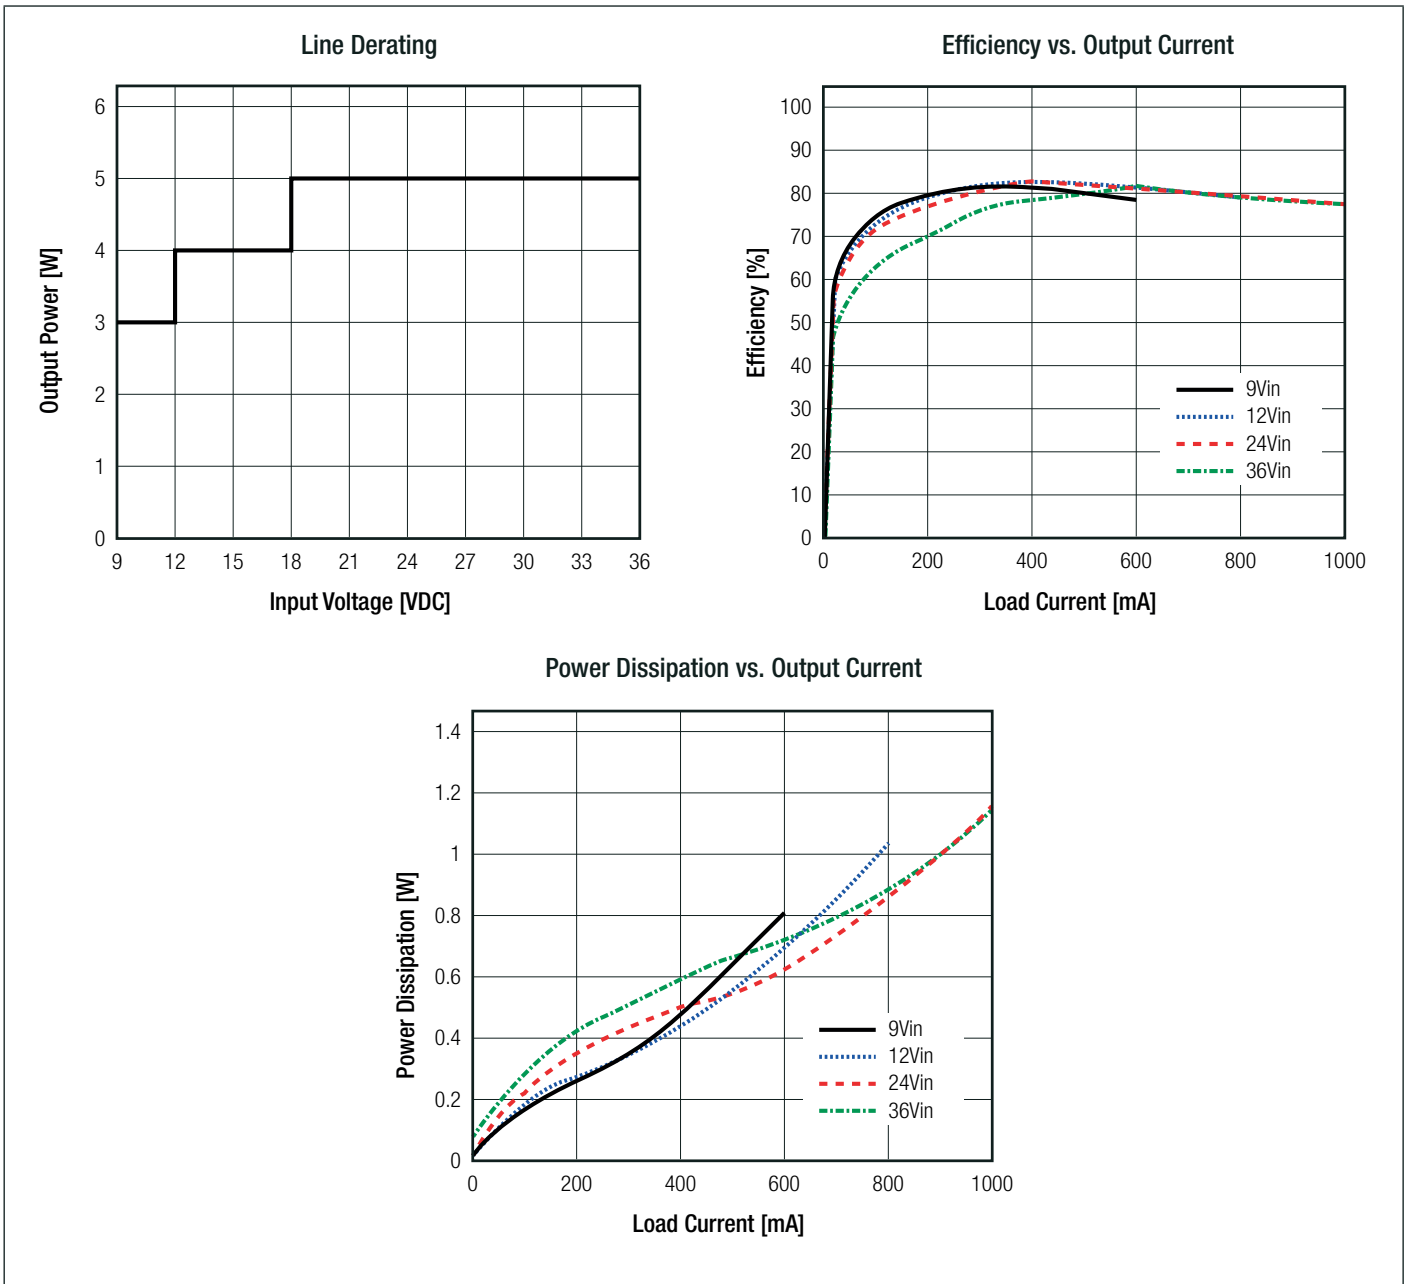 Line Derating
6
5
4
3
2
1
0
9 12 15 18 21 24 27 30 33 36
Output Power [W]
Input Voltage [VDC]
Efficiency vs. Output Current
100
90
80
70
60
50
40
30
20
10
0
0 200 400 600 800 1000
Efficiency [%]
Load Current [mA]
9Vin
12Vin
24Vin
36Vin
Power Dissipation vs. Output Current
1.4
1.2
1
0.8
0.6
0.4
0.2
0
0 200 400 600 800 1000
Power Dissipation [W]
Load Current [mA]
9Vin
12Vin
24Vin
36Vin